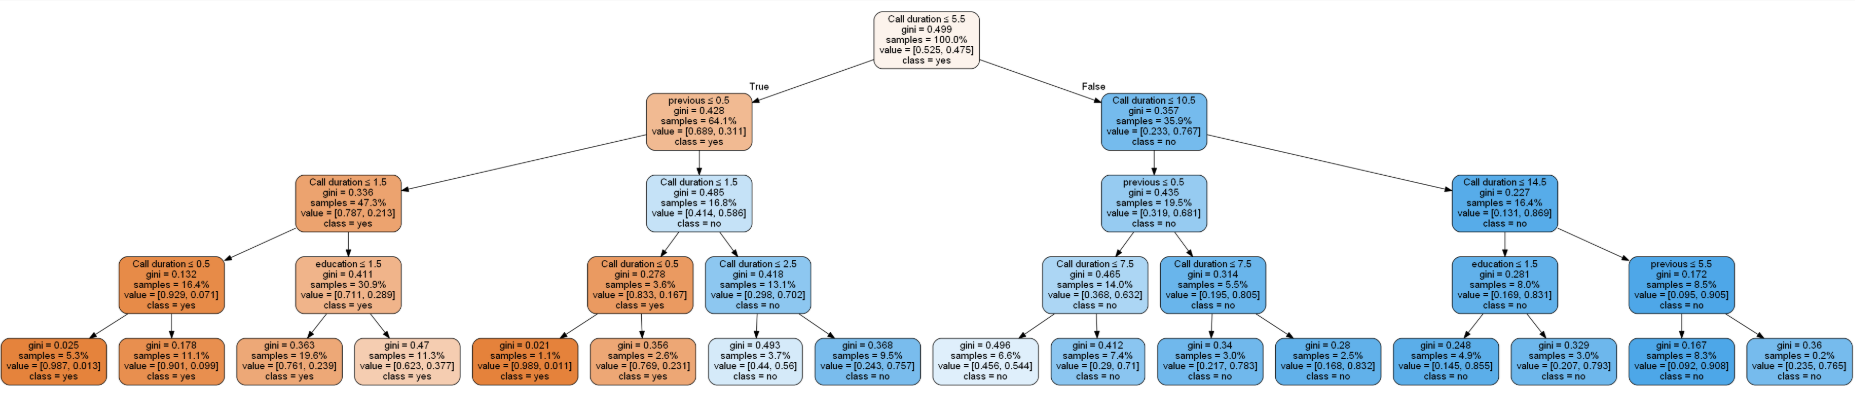 Call duration ≤ 5.5
gini = 0.499
samples = 100.0%
value = [0.525, 0.475]
class = yes
True
False
previous ≤ 0.5
gini = 0.428
samples = 64.1%
value = [0.689, 0.311]
class = yes
Call duration ≤ 10.5
gini = 0.357
samples = 35.9%
value = [0.233, 0.767]
class = no
Call duration ≤ 1.5
gini = 0.336
samples = 47.3%
value = [0.787, 0.213]
class = yes
Call duration ≤ 1.5
gini = 0.485
samples = 16.8%
value = [0.414, 0.586]
class = no
previous ≤ 0.5
gini = 0.435
samples = 19.5%
value = [0.319, 0.681]
class = no
Call duration ≤ 14.5
gini = 0.227
samples = 16.4%
value = [0.131, 0.869]
class = no
Call duration ≤ 0.5
gini = 0.132
samples = 16.4%
value = [0.929, 0.071]
class = yes
education ≤ 1.5
gini = 0.411
samples = 30.9%
value = [0.711, 0.289]
class = yes
Call duration ≤ 0.5
gini = 0.278
samples = 3.6%
value = [0.833, 0.167]
class = yes
Call duration ≤ 2.5
gini = 0.418
samples = 13.1%
value = [0.298, 0.702]
class = no
Call duration ≤ 7.5
gini = 0.465
samples = 14.0%
value = [0.368, 0.632]
class = no
Call duration ≤ 7.5
gini = 0.314
samples = 5.5%
value = [0.195, 0.805]
class = no
education ≤ 1.5
gini = 0.281
samples = 8.0%
value = [0.169, 0.831]
class = no
previous ≤ 5.5
gini = 0.172
samples = 8.5%
value = [0.095, 0.905]
class = no
gini = 0.025
samples = 5.3%
value = [0.987, 0.013]
class = yes
gini = 0.178
samples = 11.1%
value = [0.901, 0.099]
class = yes
gini = 0.363
samples = 19.6%
value = [0.761, 0.239]
class = yes
gini = 0.47
samples = 11.3%
value = [0.623, 0.377]
class = yes
gini = 0.021
samples = 1.1%
value = [0.989, 0.011]
class = yes
gini = 0.356
samples = 2.6%
value = [0.769, 0.231]
class = yes
gini = 0.493
samples = 3.7%
value = [0.44, 0.56]
class = no
gini = 0.368
samples = 9.5%
value = [0.243, 0.757]
class = no
gini = 0.496
samples = 6.6%
value = [0.456, 0.544]
class = no
gini = 0.412
samples = 7.4%
value = [0.29, 0.71]
class = no
gini = 0.34
samples = 3.0%
value = [0.217, 0.783]
class = no
gini = 0.28
samples = 2.5%
value = [0.168, 0.832]
class = no
gini = 0.248
samples = 4.9%
value = [0.145, 0.855]
class = no
gini = 0.329
samples = 3.0%
value = [0.207, 0.793]
class = no
gini = 0.167
samples = 8.3%
value = [0.092, 0.908]
class = no
gini = 0.36
samples = 0.2%
value = [0.235, 0.765]
class = no